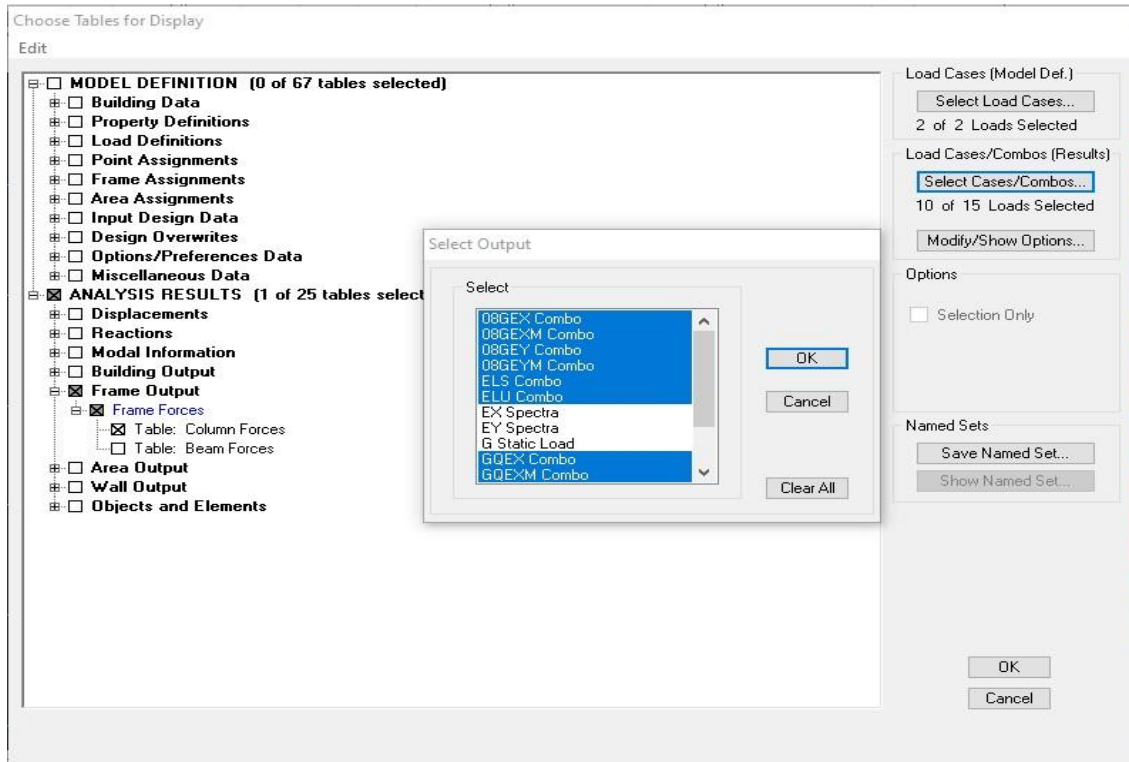 Choose Tables for Display
Edit
MODEL DEFINITION (0 of 67 tables selected)
Building Data
Property Definitions
Load Definitions
Point Assignments
Frame Assignments
Area Assignments
Input Design Data
Design Overwrites
Options/Preferences Data
Miscellaneous Data
ANALYSIS RESULTS (1 of 25 tables select
Displacements
Reactions
Modal Information
Building Output
Frame Output
Frame Forces
Table: Column Forces
Table: Beam Forces
Area Output
Wall Output
Objects and Elements
Select Output
Select
08GEX Combo
08GEXM Combo
08GEY Combo
08GEYM Combo
ELS Combo
ELU Combo
EX Spectra
EY Spectra
G Static Load
GQEX Combo
GQEXM Combo
OK
Cancel
Clear All
Load Cases (Model Def.)
Select Load Cases...
2 of 2 Loads Selected
Load Cases/Combos (Results)
Select Cases/Combos...
10 of 15 Loads Selected
Modify/Show Options...
Options
Selection Only
Named Sets
Save Named Set...
Show Named Set...
OK
Cancel